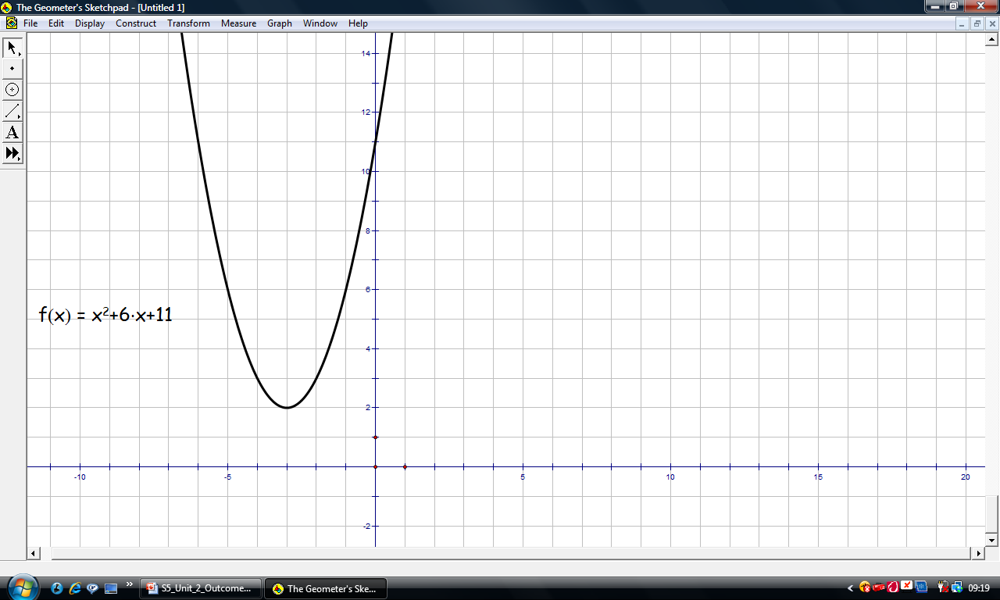 The Geometer's Sketchpad - [Untitled 1]
File Edit Display Construct Transform Measure Graph Window Help
A
14
12
10
8
6
f(x) = x²+6·x+11
4
2
-10 -5 5 10 15 20
-2
S5_Unit_2_Outcome... The Geometer's Ske... 09:19